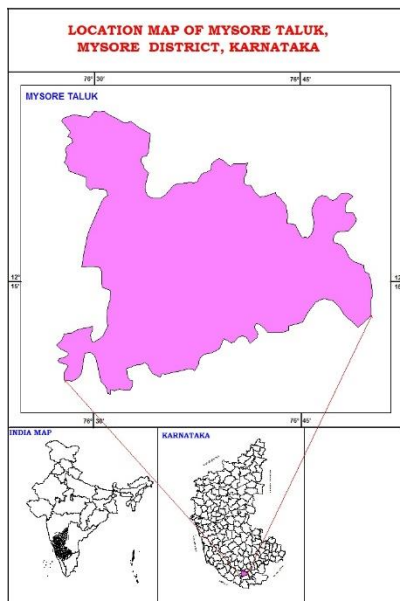 LOCATION MAP OF MYSORE TALUK,
MYSORE DISTRICT, KARNATAKA
76° 30' 76° 45'
MYSORE TALUK
12° 12°
15'
76° 76° 45'
INDIA MAP KARNATAKA